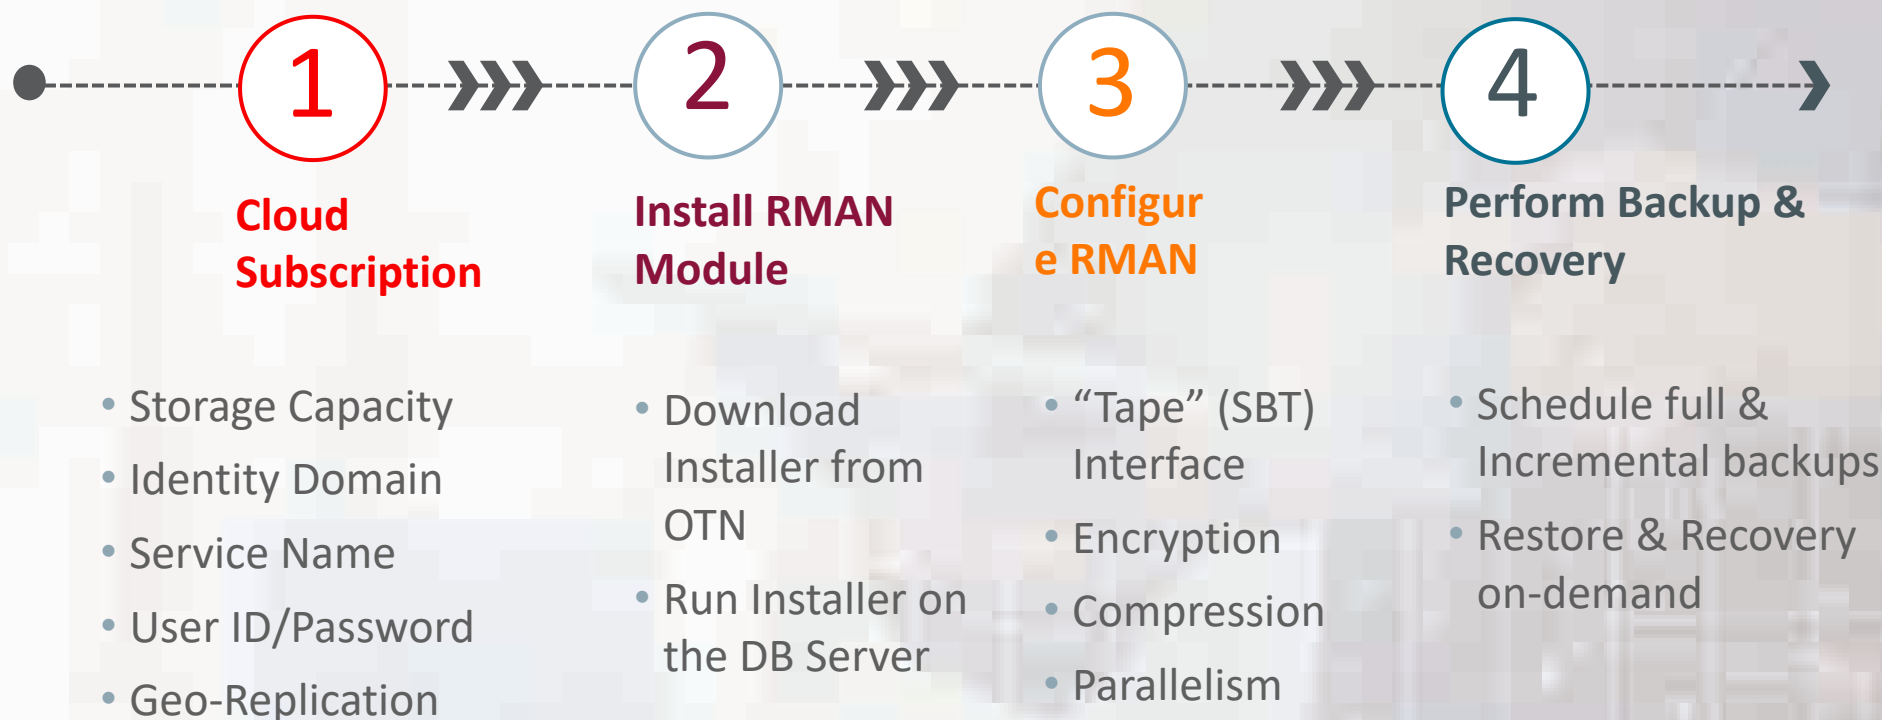 1
2
3
4
Cloud
Subscription
Install RMAN
Module
Configur
e RMAN
Perform Backup &
Recovery
• Storage Capacity
• Identity Domain
• Service Name
• User ID/Password
• Geo-Replication
• Download
Installer from
OTN
• Run Installer on
the DB Server
• “Tape” (SBT)
Interface
• Encryption
• Compression
• Parallelism
• Schedule full &
Incremental backups
• Restore & Recovery
on-demand